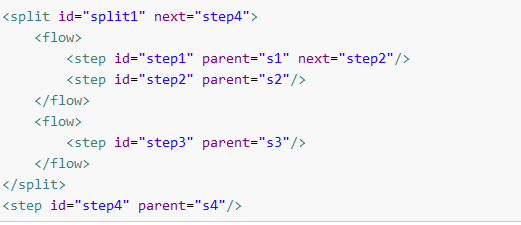 <split id="split1" next="step4">
    <flow>
        <step id="step1" parent="s1" next="step2"/>
        <step id="step2" parent="s2"/>
    </flow>
    <flow>
        <step id="step3" parent="s3"/>
    </flow>
</split>
<step id="step4" parent="s4"/>